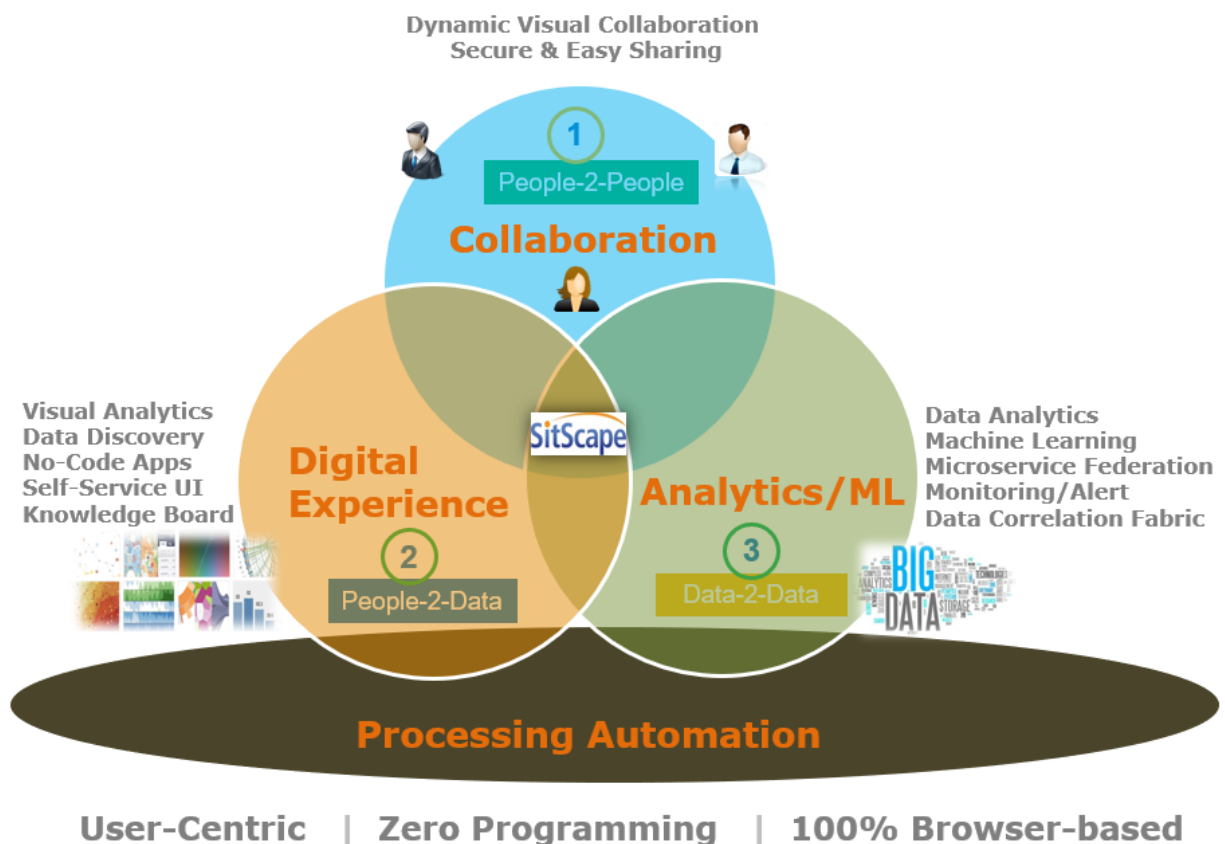 Dynamic Visual Collaboration
Secure & Easy Sharing
1
People-2-People
Collaboration
SitScape
Visual Analytics
Data Discovery
No-Code Apps
Self-Service UI
Knowledge Board
Digital
Experience
2
People-2-Data
Analytics/ML
3
Data-2-Data
Data Analytics
Machine Learning
Microservice Federation
Monitoring/Alert
Data Correlation Fabric
BIG
DATA
ANALYTICS
STORAGE
Processing Automation
User-Centric | Zero Programming | 100% Browser-based